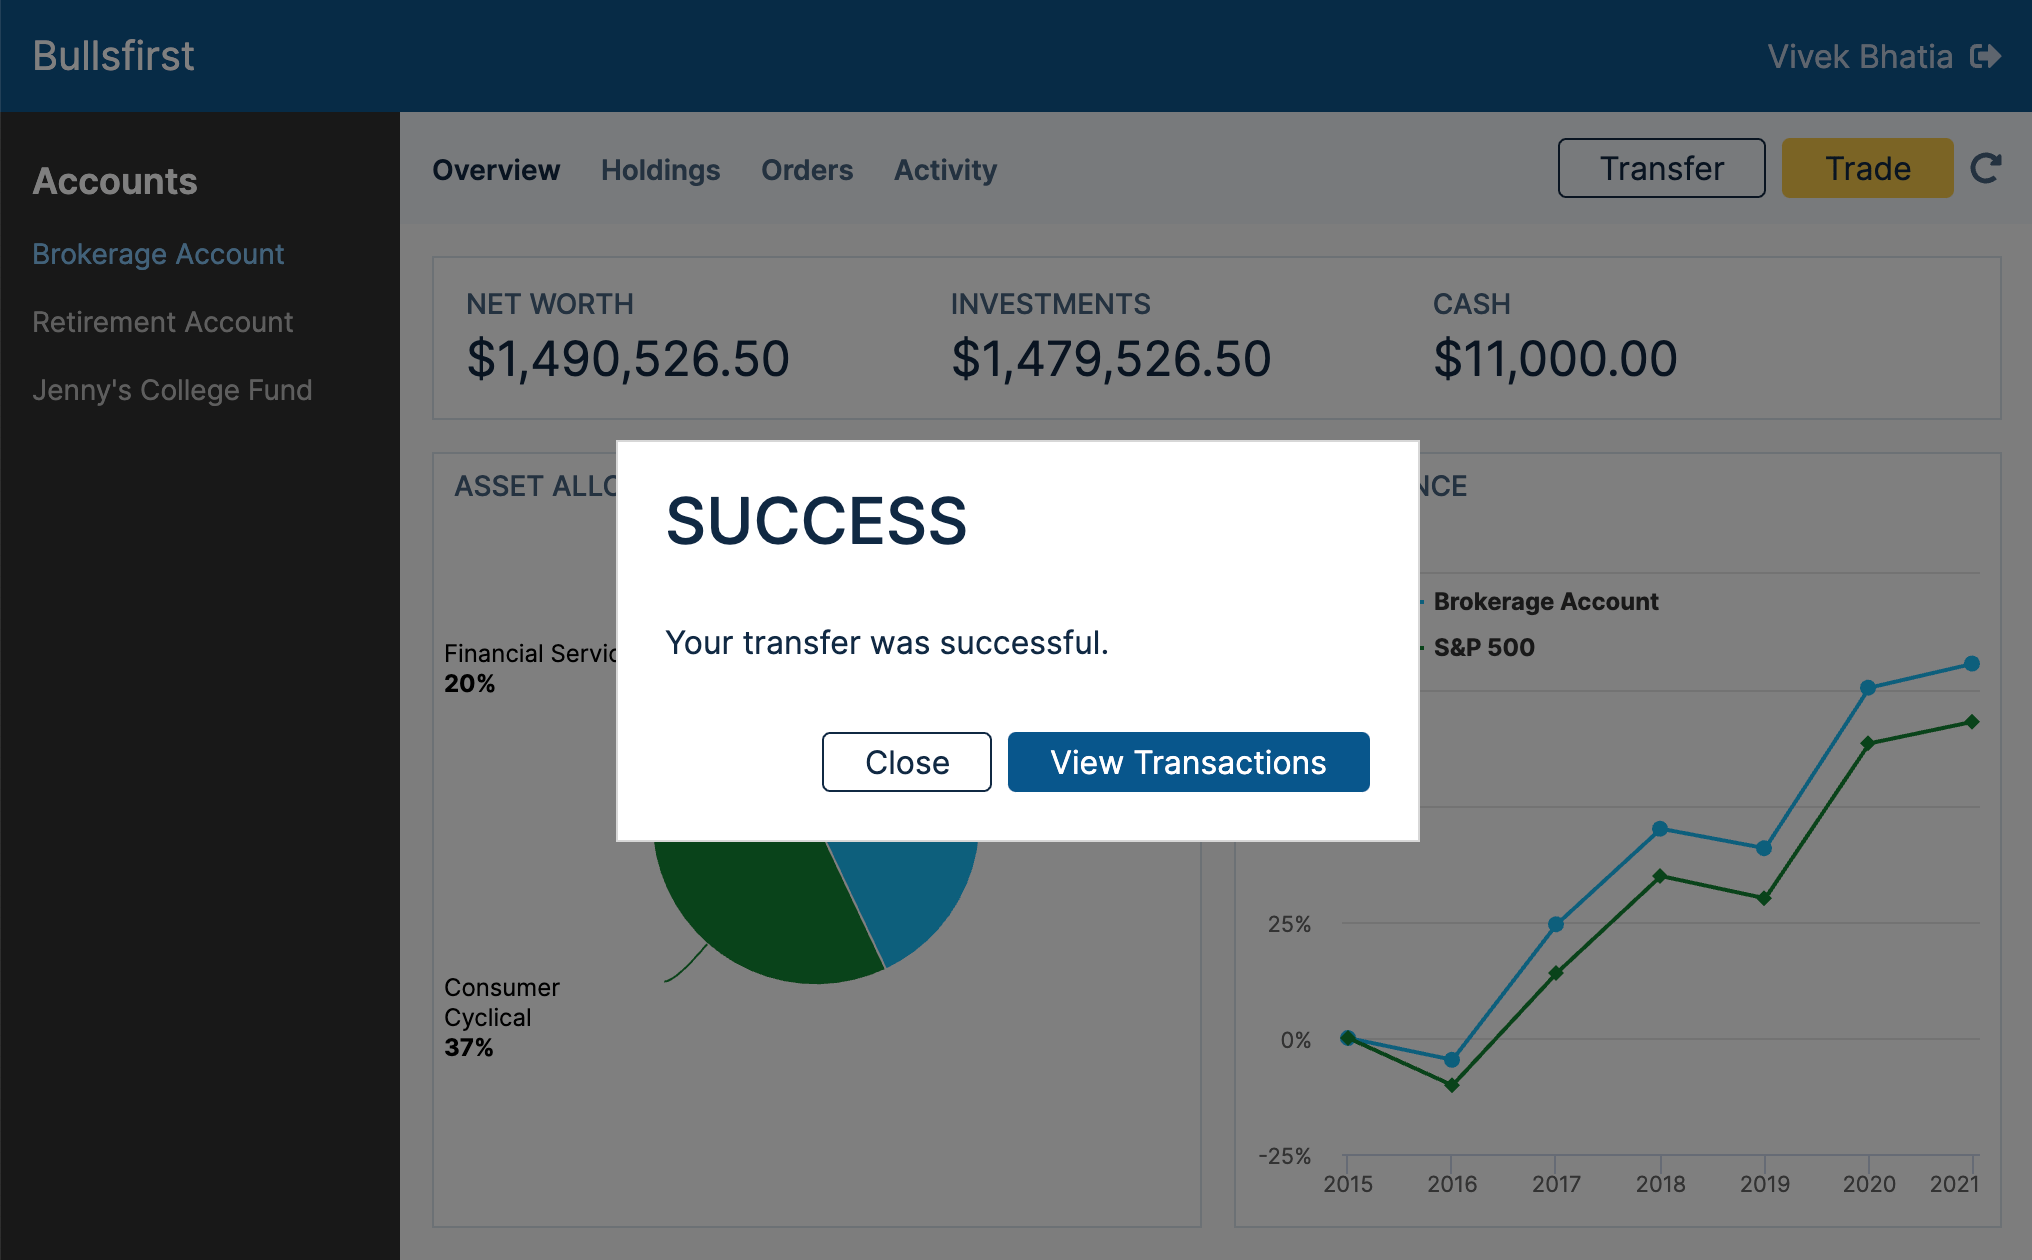 Bullsfirst
Vivek Bhatia
Accounts
Brokerage Account
Retirement Account
Jenny's College Fund
Overview Holdings Orders Activity
Transfer Trade
NET WORTH INVESTMENTS CASH
$1,490,526.50 $1,479,526.50 $11,000.00
ASSET
SUCCESS
Your transfer was successful.
Close View Transactions
Financial
20%
Consumer
Cyclical
37%
Brokerage Account
S&P 500
25%
0%
-25%
2015 2016 2017 2018 2019 2020 2021